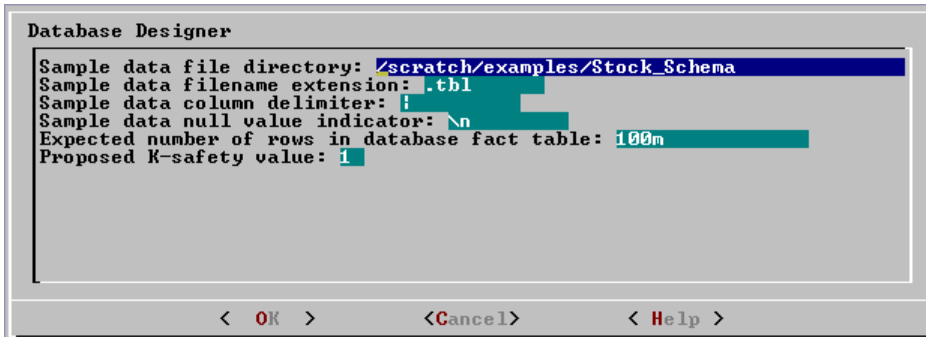 Database Designer
Sample data file directory: /scratch/examples/Stock_Schema
Sample data filename extension: .tbl
Sample data column delimiter: ¦
Sample data null value indicator: \n
Expected number of rows in database fact table: 100m
Proposed K-safety value: 1
< OK > <Cancel> < Help >